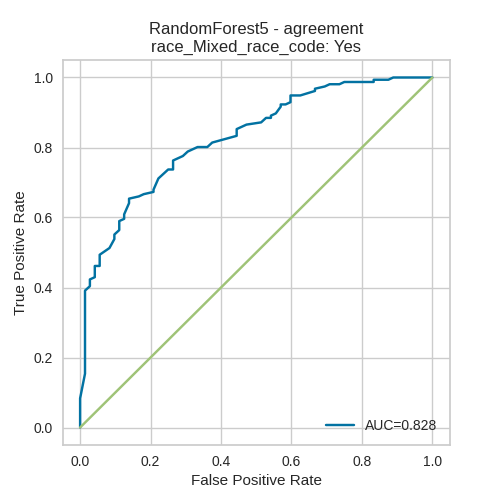 RandomForest5 - agreement
race_Mixed_race_code: Yes
1.0
0.8
0.6
0.4
0.2
0.0
True Positive Rate
AUC=0.828
0.0 0.2 0.4 0.6 0.8 1.0
False Positive Rate